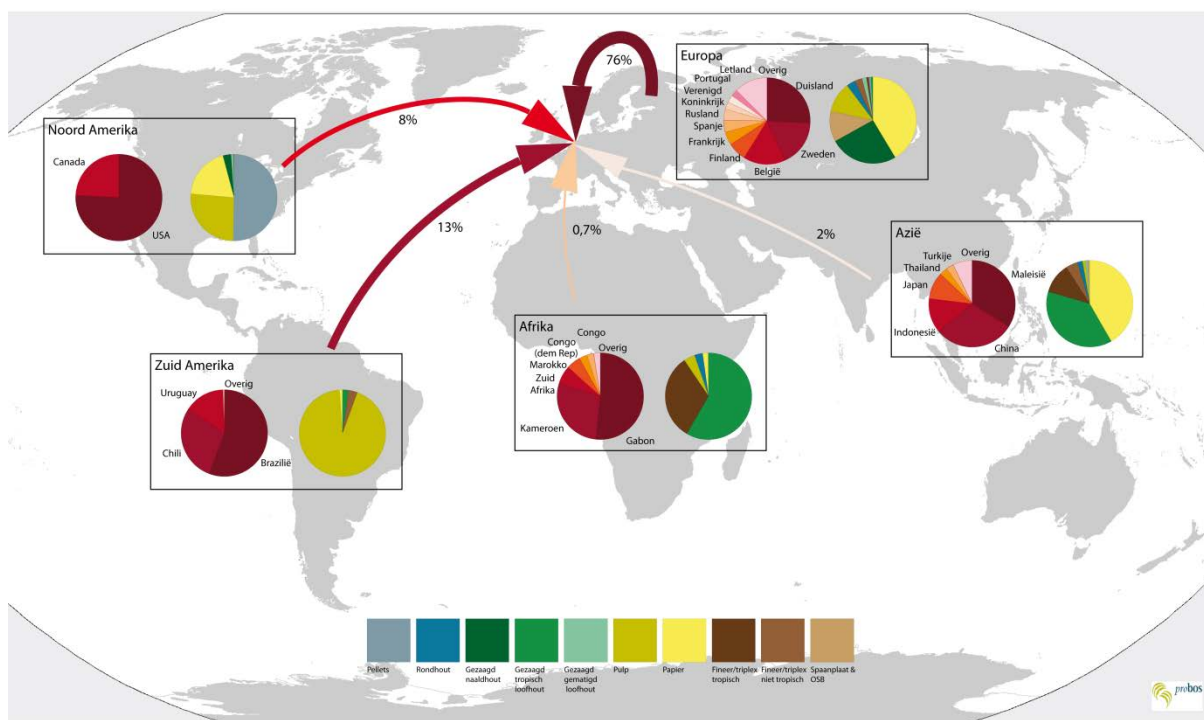 76%
8%
13%
0,7%
2%
Europa
Letland
Overig
Portugal
Verenigd
Koninkrijk
Rusland
Spanje
Frankrijk
Finland
België
Zweden
Duisland
Noord Amerika
Canada
USA
Azië
Turkije
Overig
Thailand
Japan
Indonesië
China
Maleisië
Afrika
Congo
Congo
(dem Rep)
Overig
Marokko
Zuid
Afrika
Kameroen
Gabon
Zuid Amerika
Overig
Uruguay
Chili
Brazilië
Pellets
Rondhout
Gezaagd
naaldhout
Gezaagd
tropisch
loofhout
Gezaagd
gematigd
loofhout
Pulp
Papier
Fineer/triplex
tropisch
Fineer/triplex
niet tropisch
Spaanplaat &
OSB
probos